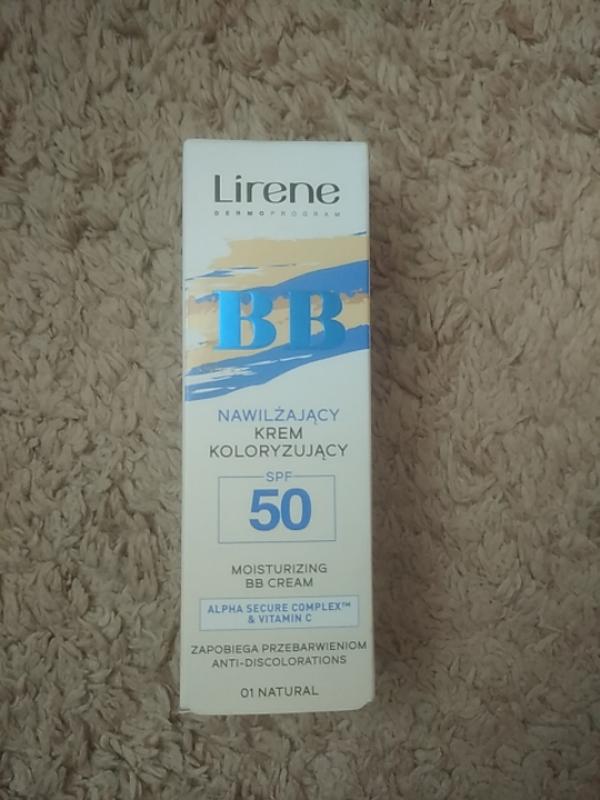 Lirene
DERMOPROGRAM
BB
NAWILŻAJĄCY
KREM
KOLORYZUJĄCY
SPF
50
MOISTURIZING
BB CREAM
ALPHA SECURE COMPLEX™
& VITAMIN C
ZAPOBIEGA PRZEBARWIENIOM
ANTI-DISCOLORATIONS
01 NATURAL